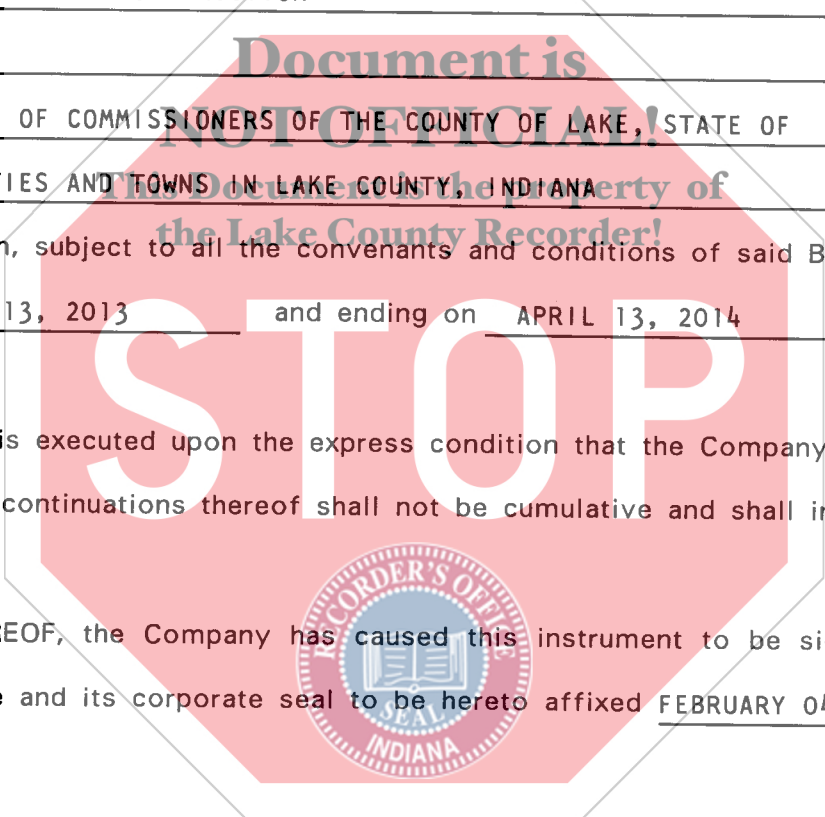 Document is
OF COMMISSIONERS OF THE COUNTY OF LAKE, STATE OF
NOT OFFICIAL!
TIES AND TOWNS IN LAKE COUNTY, INDIANA
This Document is the property of
the Lake County Recorder!
n, subject to all the convenants and conditions of said B
13, 2013 and ending on APRIL 13, 2014
STOP
is executed upon the express condition that the Company
continuations thereof shall not be cumulative and shall in
EOF, the Company has caused this instrument to be si
e and its corporate seal to be hereto affixed FEBRUARY 04
RECORDER'S OFFICE
SEAL
INDIANA